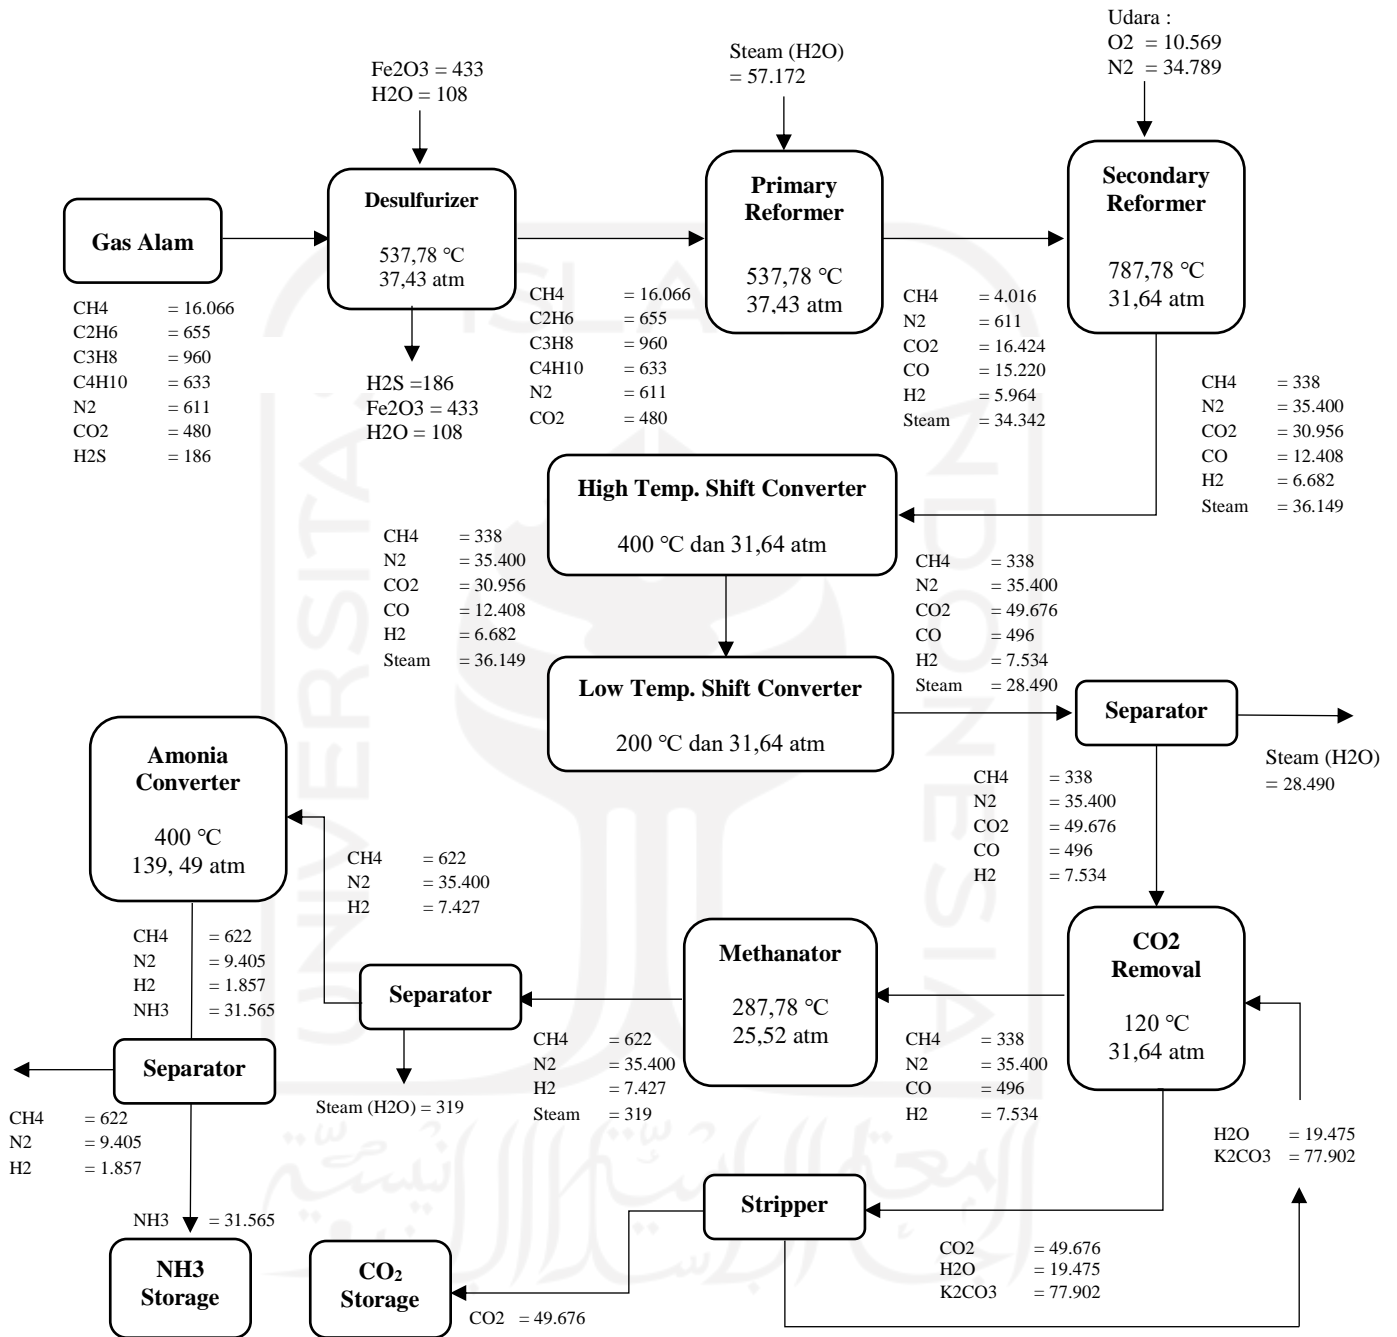 Udara :
O2 = 10.569
N2 = 34.789
Steam (H2O)
= 57.172
Fe2O3 = 433
H2O = 108
Gas Alam
CH4 = 16.066
C2H6 = 655
C3H8 = 960
C4H10 = 633
N2 = 611
CO2 = 480
H2S = 186
Desulfurizer
537,78 °C
37,43 atm
H2S =186
Fe2O3 = 433
H2O = 108
CH4 = 16.066
C2H6 = 655
C3H8 = 960
C4H10 = 633
N2 = 611
CO2 = 480
Primary
Reformer
537,78 °C
37,43 atm
CH4 = 4.016
N2 = 611
CO2 = 16.424
CO = 15.220
H2 = 5.964
Steam = 34.342
Secondary
Reformer
787,78 °C
31,64 atm
CH4 = 338
N2 = 35.400
CO2 = 30.956
CO = 12.408
H2 = 6.682
Steam = 36.149
High Temp. Shift Converter
400 °C dan 31,64 atm
CH4 = 338
N2 = 35.400
CO2 = 30.956
CO = 12.408
H2 = 6.682
Steam = 36.149
Low Temp. Shift Converter
200 °C dan 31,64 atm
CH4 = 338
N2 = 35.400
CO2 = 49.676
CO = 496
H2 = 7.534
Steam = 28.490
Separator
Steam (H2O)
= 28.490
CH4 = 338
N2 = 35.400
CO2 = 49.676
CO = 496
H2 = 7.534
CO2
Removal
120 °C
31,64 atm
H2O = 19.475
K2CO3 = 77.902
CH4 = 338
N2 = 35.400
CO = 496
H2 = 7.534
Methanator
287,78 °C
25,52 atm
CH4 = 622
N2 = 35.400
H2 = 7.427
Steam = 319
Separator
Steam (H2O) = 319
CH4 = 622
N2 = 35.400
H2 = 7.427
Amonia
Converter
400 °C
139, 49 atm
CH4 = 622
N2 = 9.405
H2 = 1.857
NH3 = 31.565
Separator
CH4 = 622
N2 = 9.405
H2 = 1.857
NH3 = 31.565
NH3
Storage
Stripper
CO2 = 49.676
H2O = 19.475
K2CO3 = 77.902
CO2 = 49.676
CO₂
Storage
UNIVERSITAS
ISLAM
INDONESIA